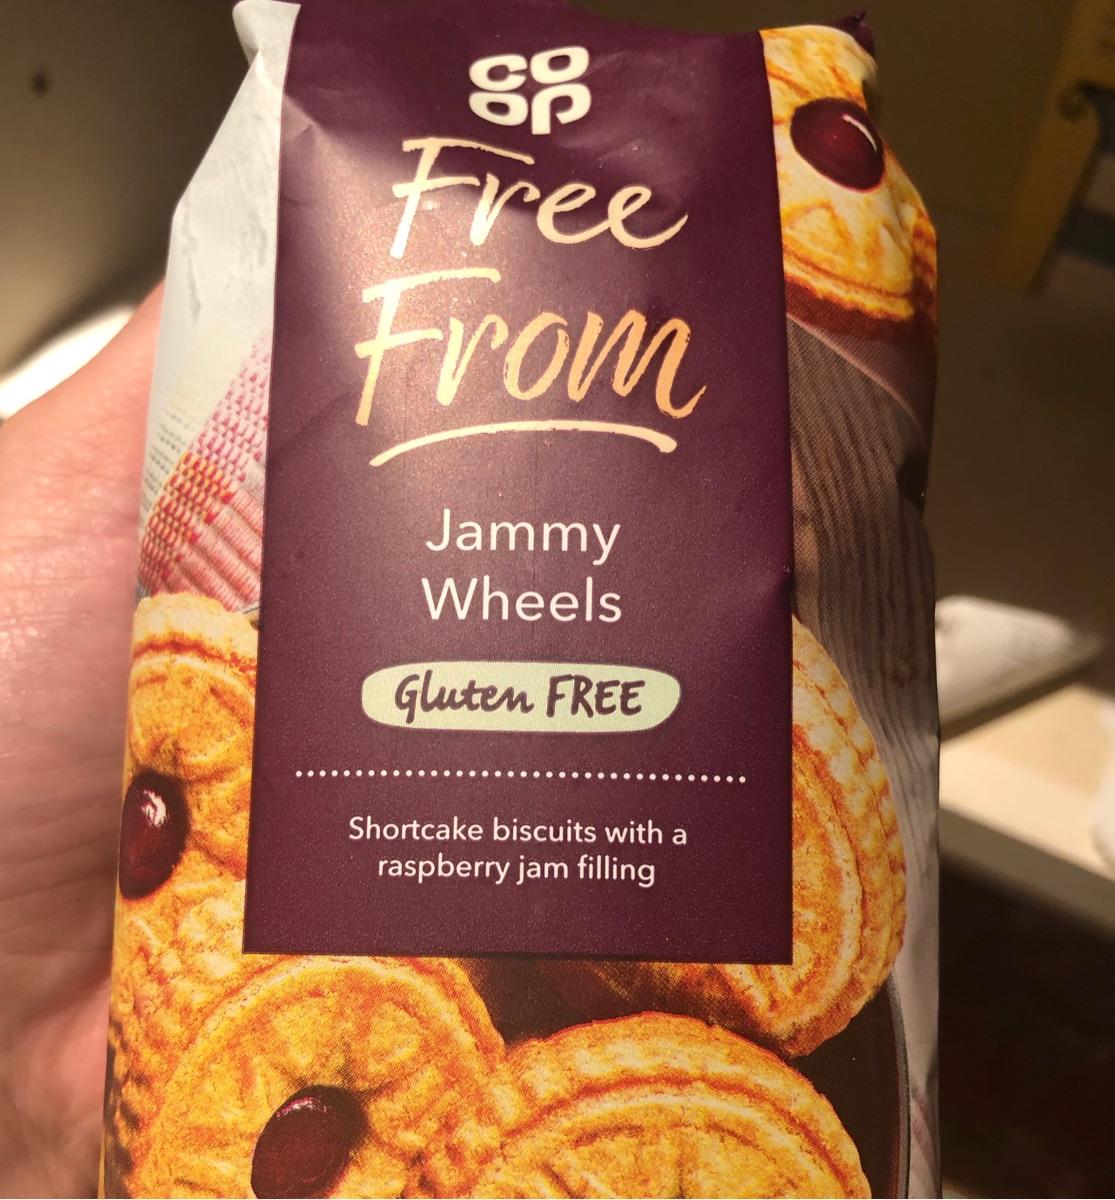 CO
OP
Free
From
Jammy
Wheels
Gluten FREE
Shortcake biscuits with a
raspberry jam filling